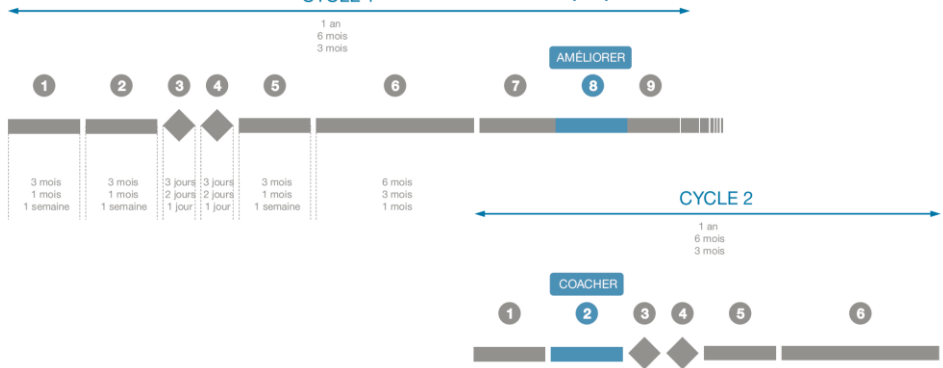 1 an
6 mois
3 mois
AMÉLIORER
1 2 3 4 5 6 7 8 9
3 mois 3 mois 3 jours 3 jours 3 mois 6 mois
1 mois 1 mois 2 jours 2 jours 1 mois 3 mois
1 semaine 1 semaine 1 jour 1 jour 1 semaine 1 mois
CYCLE 2
1 an
6 mois
3 mois
COACHER
1 2 3 4 5 6